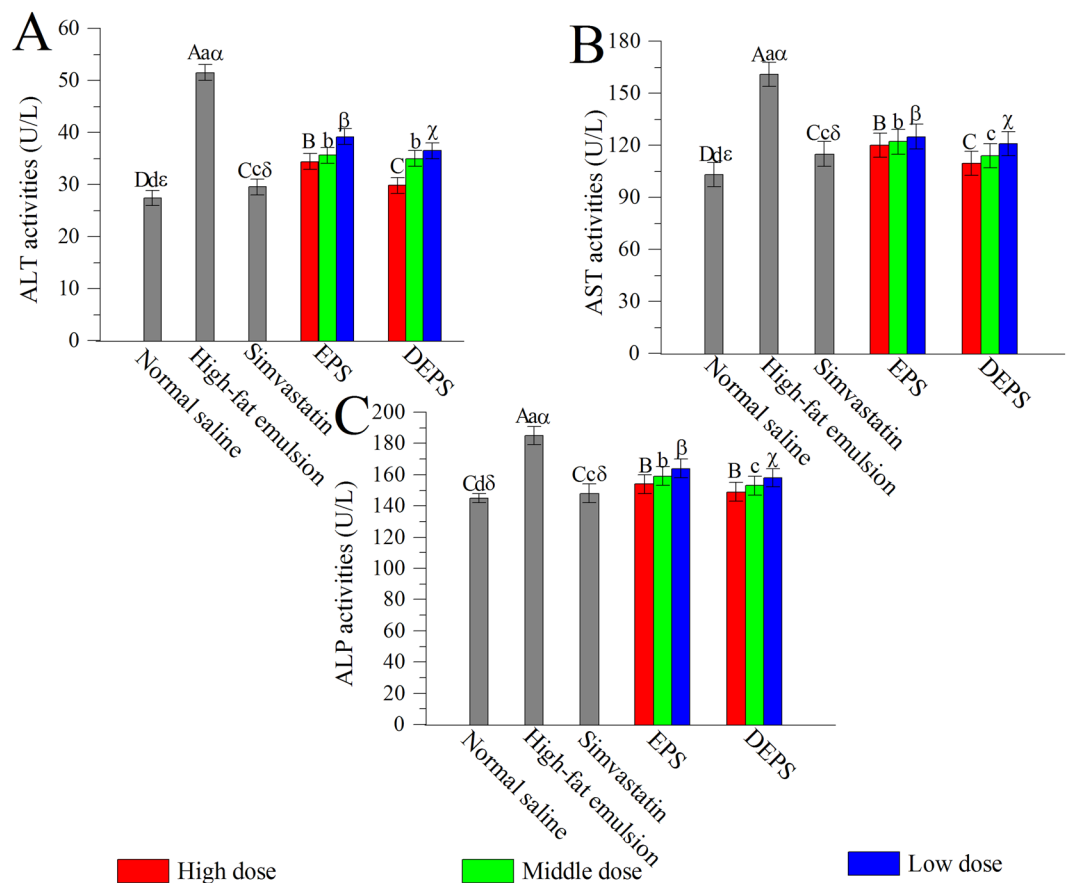 A
ALT activities (U/L)
60
50
40
30
20
10
0
Aaα
Ddε
Ccδ
B
b
β
C
b
χ
Normal saline
High-fat emulsion
Simvastatin
EPS
DEPS
B
AST activities (U/L)
180
150
120
90
60
30
0
Aaα
Ddε
Ccδ
B
b
β
C
c
χ
Normal saline
High-fat emulsion
Simvastatin
EPS
DEPS
C
ALP activities (U/L)
200
180
160
140
120
100
80
60
40
20
0
Aaα
Cdδ
Ccδ
B
b
β
B
c
χ
Normal saline
High-fat emulsion
Simvastatin
EPS
DEPS
High dose
Middle dose
Low dose